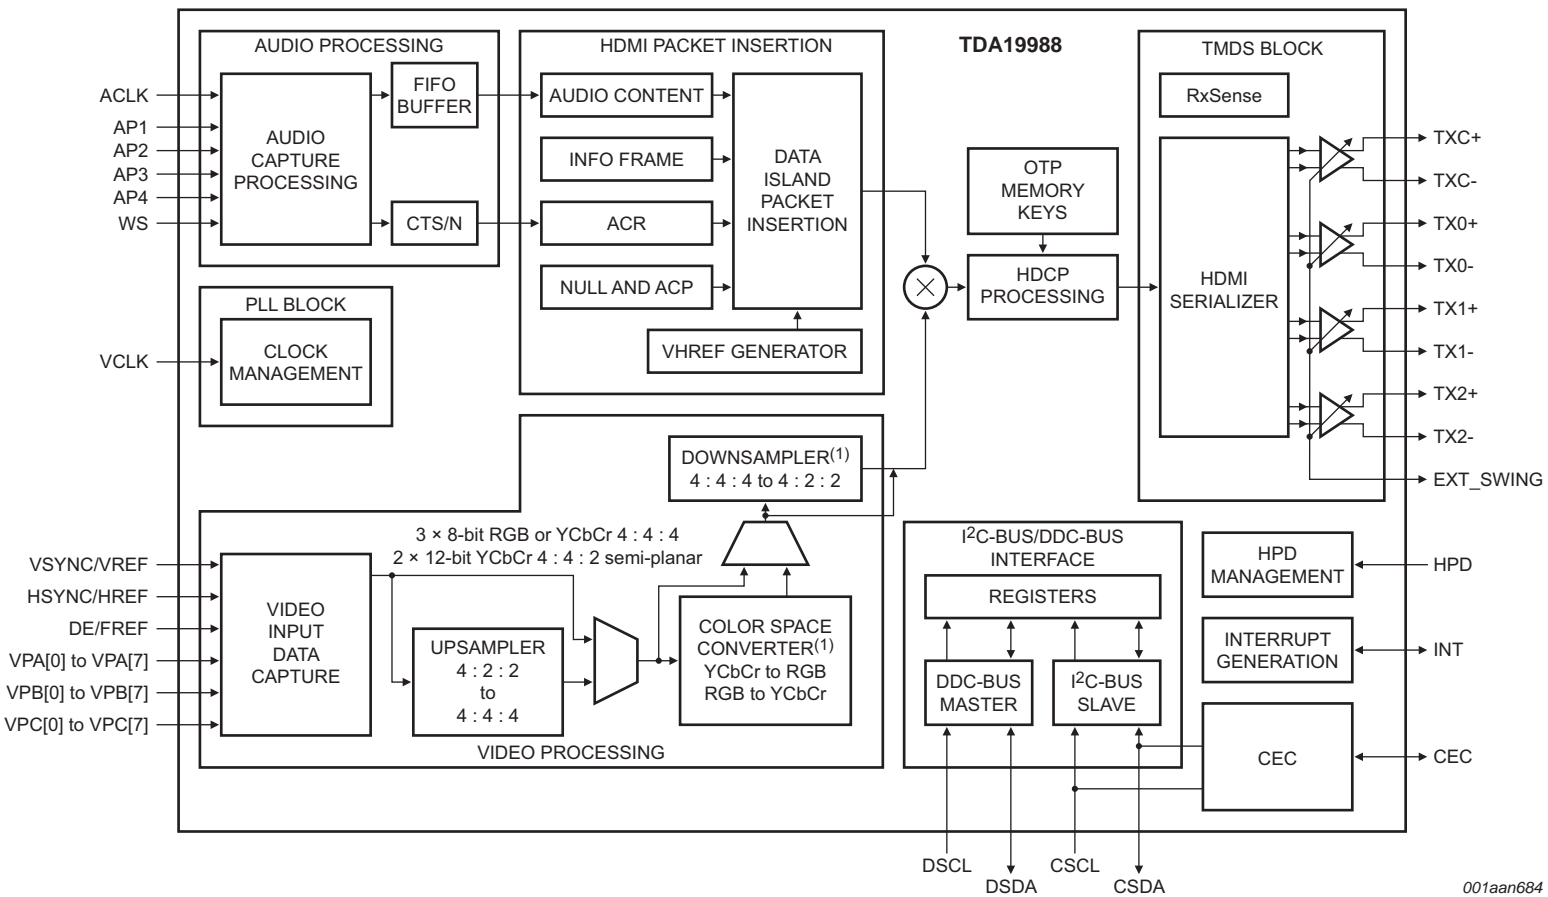 TDA19988
AUDIO PROCESSING
FIFO
BUFFER
AUDIO
CAPTURE
PROCESSING
CTS/N
ACLK
AP1
AP2
AP3
AP4
WS
PLL BLOCK
CLOCK
MANAGEMENT
VCLK
HDMI PACKET INSERTION
AUDIO CONTENT
INFO FRAME
ACR
NULL AND ACP
DATA
ISLAND
PACKET
INSERTION
VHREF GENERATOR
OTP
MEMORY
KEYS
HDCP
PROCESSING
TMDS BLOCK
RxSense
HDMI
SERIALIZER
TXC+
TXC-
TX0+
TX0-
TX1+
TX1-
TX2+
TX2-
EXT_SWING
DOWNSAMPLER(1)
4 : 4 : 4 to 4 : 2 : 2
3 × 8-bit RGB or YCbCr 4 : 4 : 4
2 × 12-bit YCbCr 4 : 4 : 2 semi-planar
VSYNC/VREF
HSYNC/HREF
DE/FREF
VPA[0] to VPA[7]
VPB[0] to VPB[7]
VPC[0] to VPC[7]
VIDEO
INPUT
DATA
CAPTURE
UPSAMPLER
4 : 2 : 2
to
4 : 4 : 4
COLOR SPACE
CONVERTER(1)
YCbCr to RGB
RGB to YCbCr
VIDEO PROCESSING
I2C-BUS/DDC-BUS
INTERFACE
REGISTERS
DDC-BUS
MASTER
I2C-BUS
SLAVE
HPD
MANAGEMENT
HPD
INTERRUPT
GENERATION
INT
CEC
CEC
DSCL
DSDA
CSCL
CSDA
001aan684